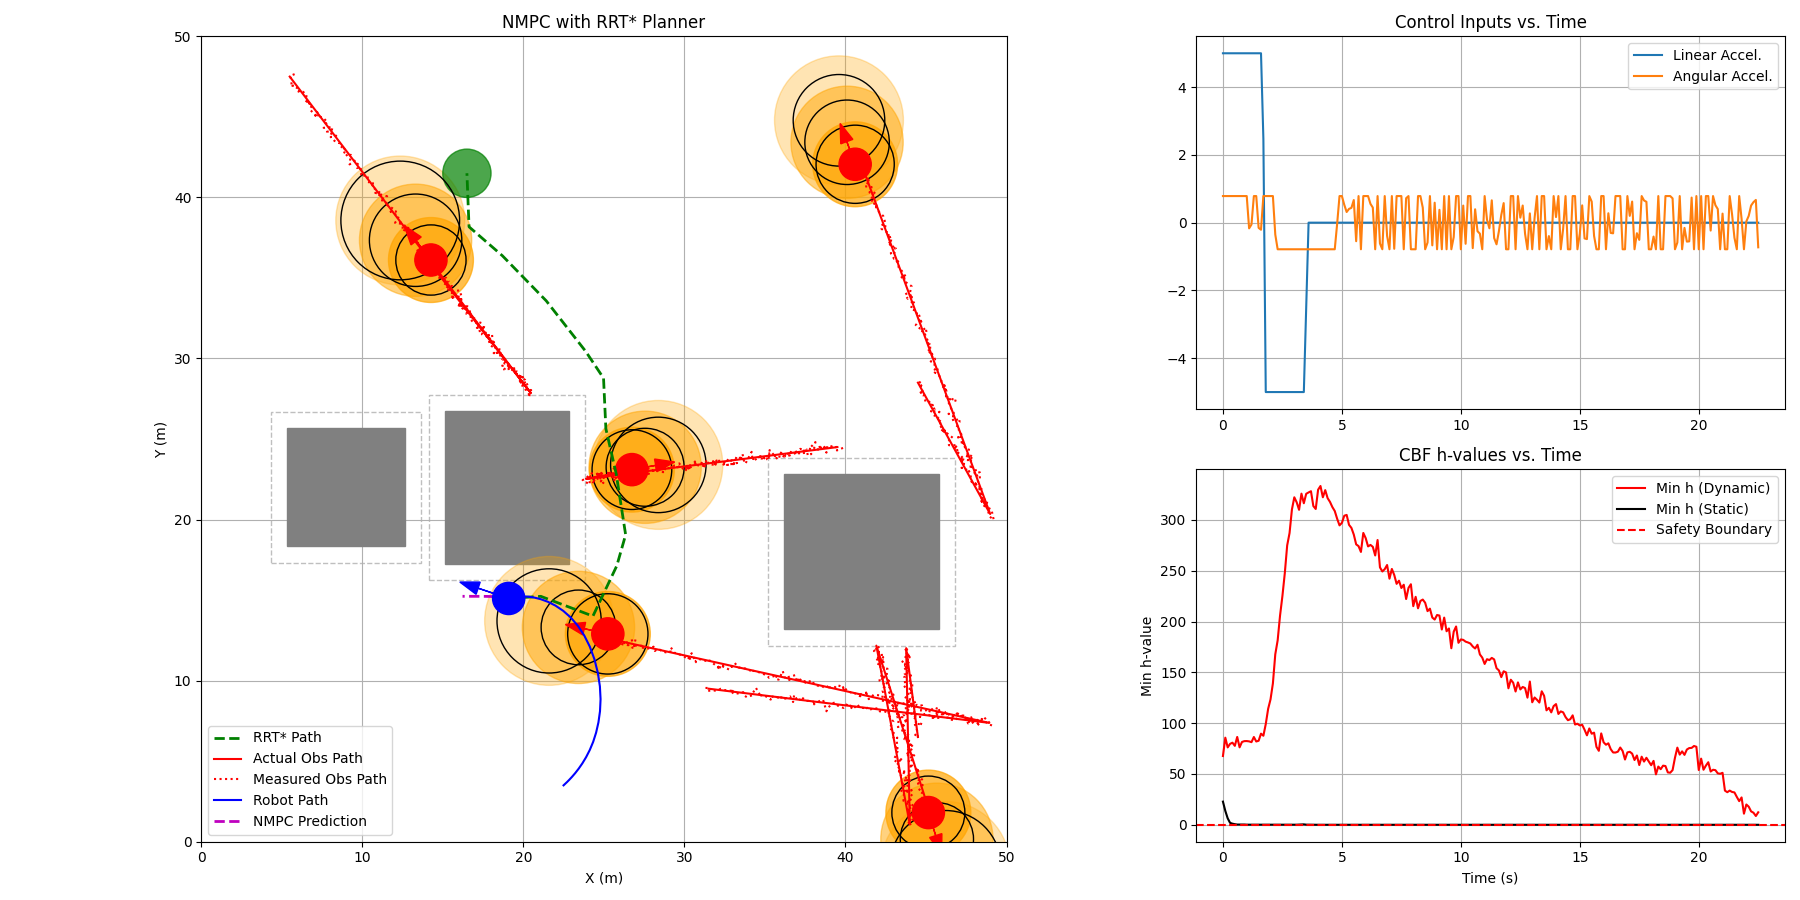 NMPC with RRT* Planner
50
40
30
20
10
0
Y (m)
0 10 20 30 40 50
X (m)
RRT* Path
Actual Obs Path
Measured Obs Path
Robot Path
NMPC Prediction
Control Inputs vs. Time
Linear Accel.
Angular Accel.
4
2
0
−2
−4
0 5 10 15 20
CBF h-values vs. Time
Min h (Dynamic)
Min h (Static)
Safety Boundary
300
250
200
150
100
50
0
Min h-value
0 5 10 15 20
Time (s)